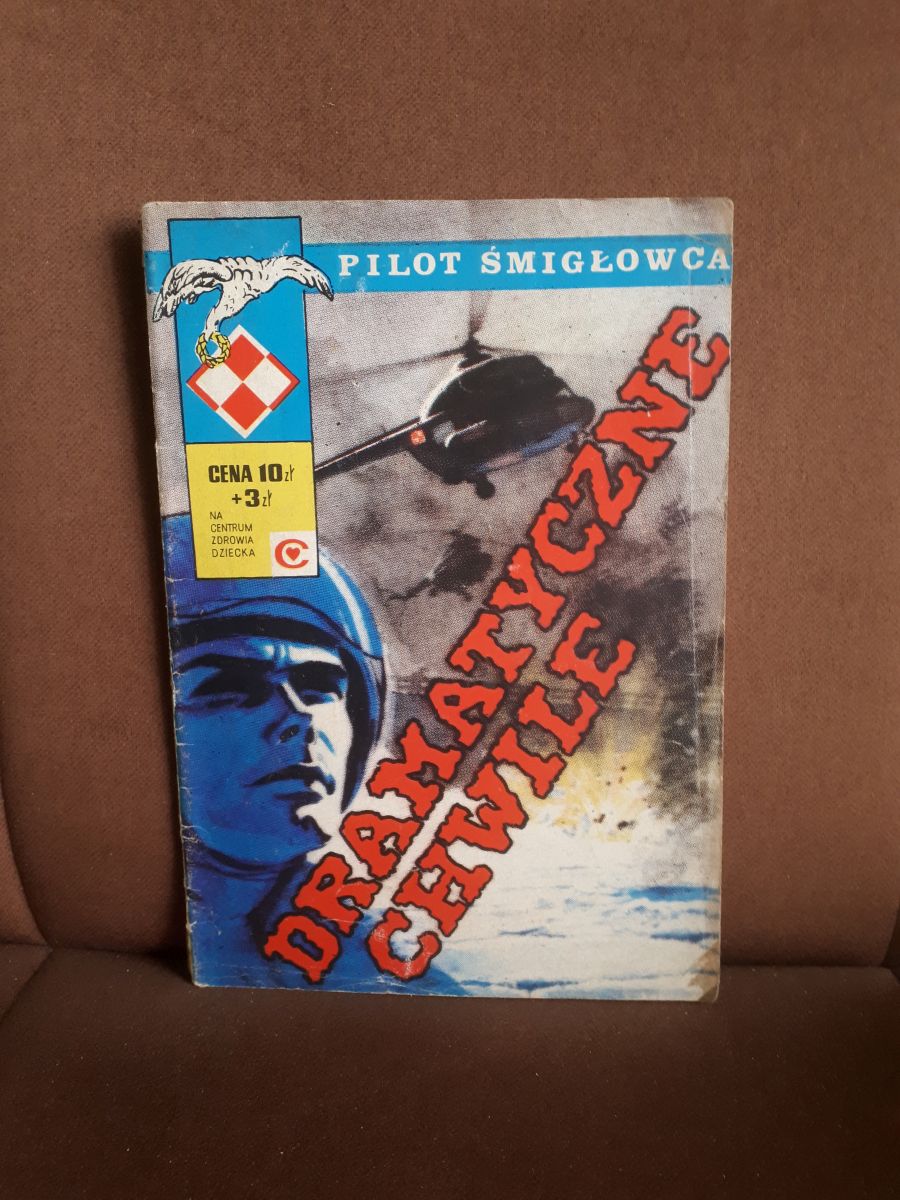 PILOT ŚMIGŁOWCA
CENA 10zł
+3zł
NA
CENTRUM
ZDROWIA
DZIECKA
C
DRAMATYCZNE
CHWILE